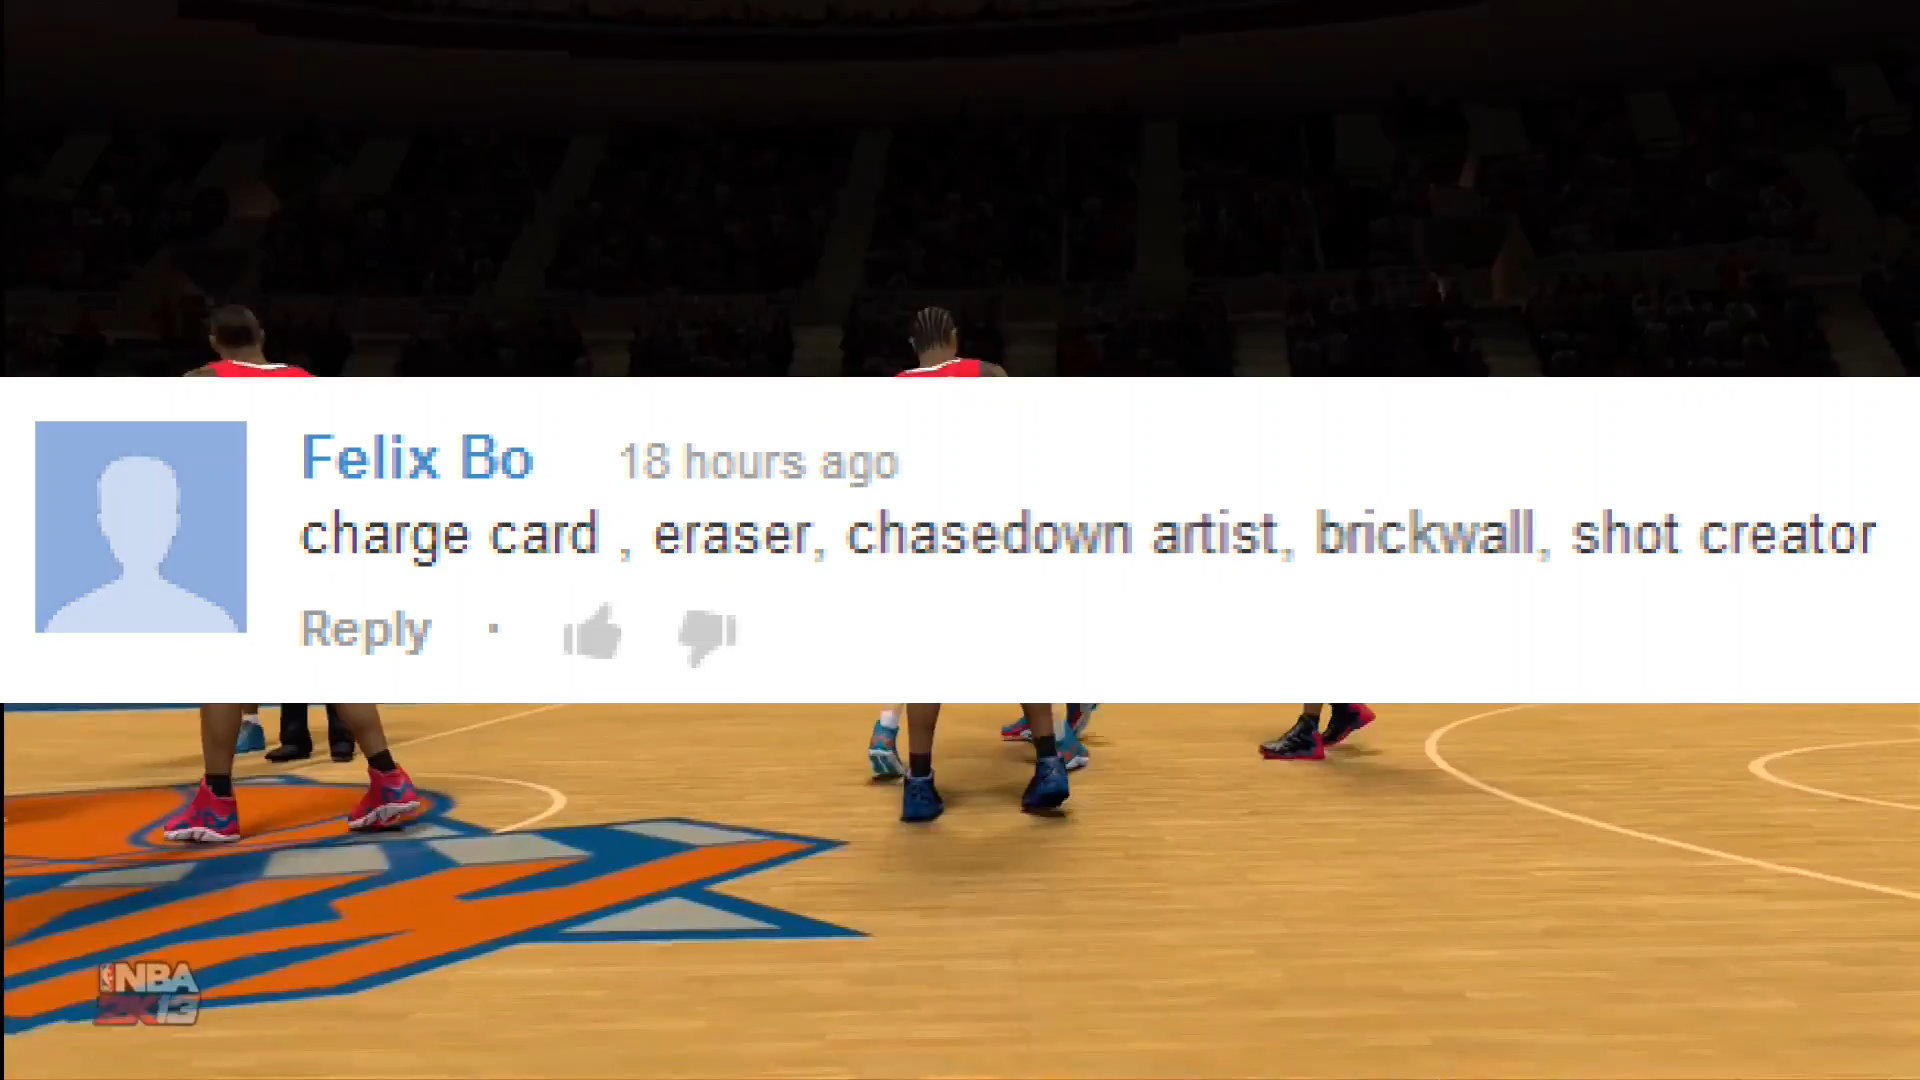 Felix Bo 18 hours ago
charge card , eraser, chasedown artist, brickwall, shot creator
Reply ·
NBA
2K13